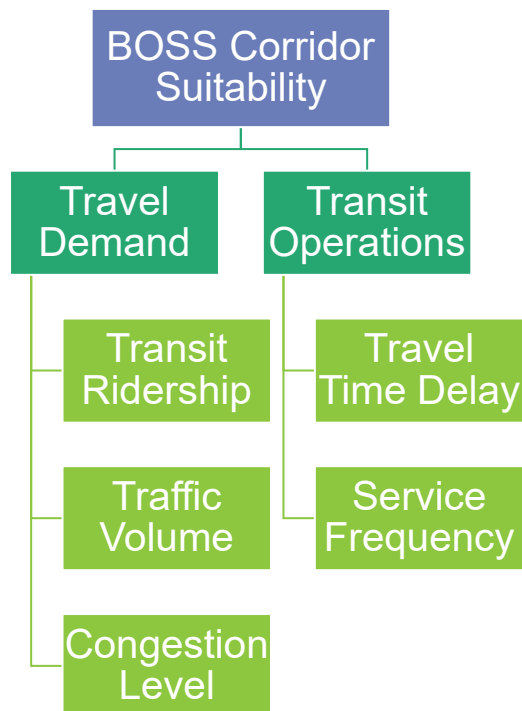 BOSS Corridor
Suitability
Travel
Demand
Transit
Operations
Transit
Ridership
Travel
Time Delay
Traffic
Volume
Service
Frequency
Congestion
Level